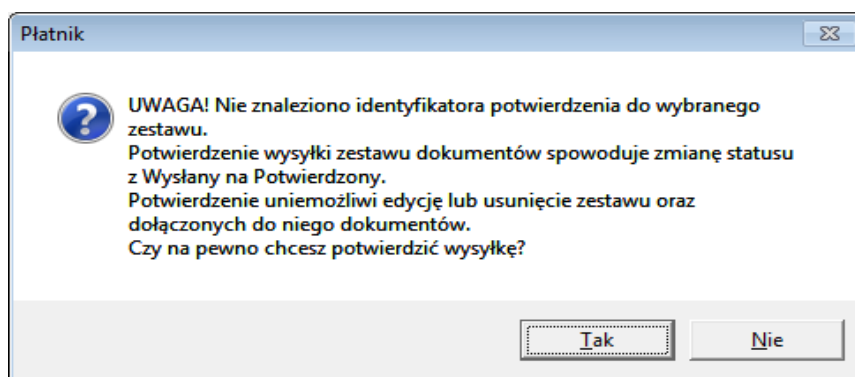 Płatnik
UWAGA! Nie znaleziono identyfikatora potwierdzenia do wybranego
zestawu.
Potwierdzenie wysyłki zestawu dokumentów spowoduje zmianę statusu
z Wysłany na Potwierdzony.
Potwierdzenie uniemożliwi edycję lub usunięcie zestawu oraz
dołączonych do niego dokumentów.
Czy na pewno chcesz potwierdzić wysyłkę?
Tak
Nie